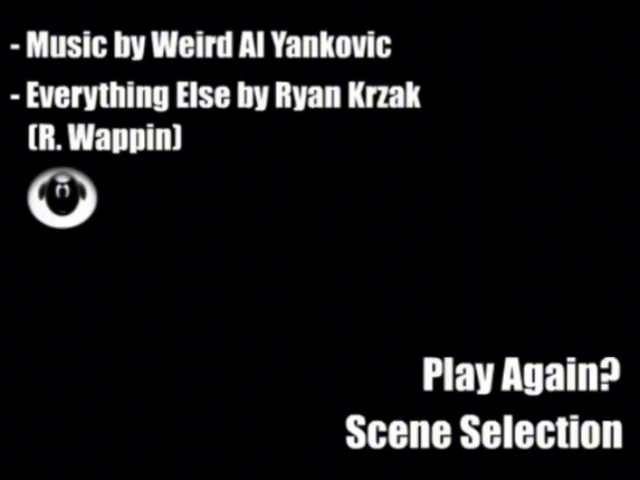 - Music by Weird Al Yankovic
- Everything Else by Ryan Krzak
(R. Wappin)
Play Again?
Scene Selection